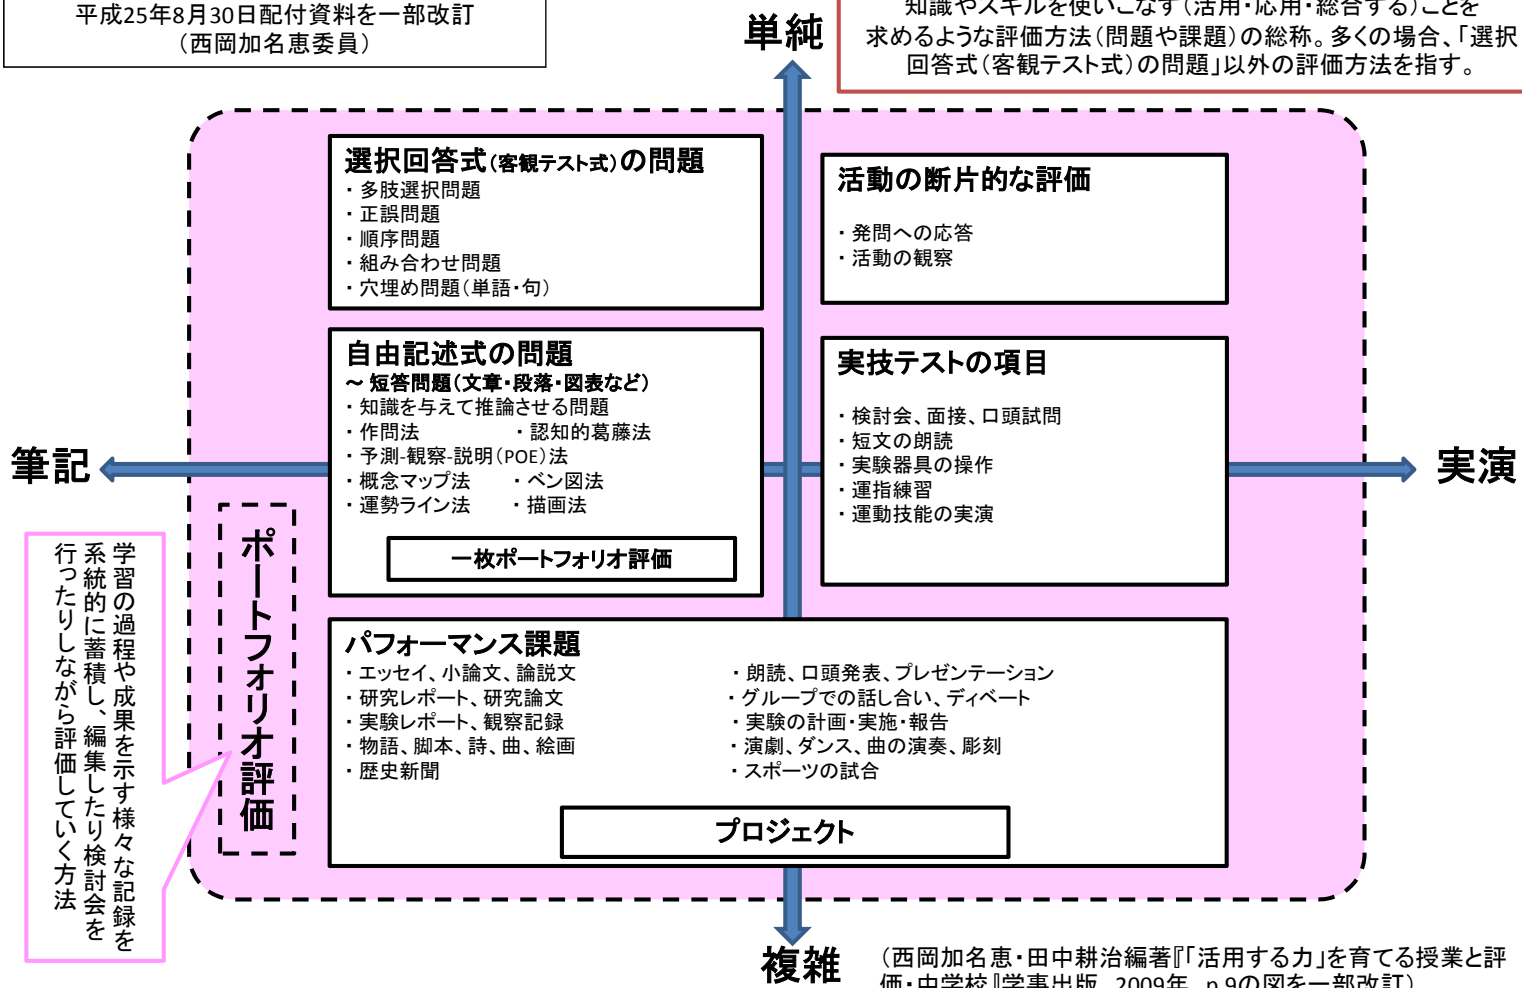 平成25年8月30日配付資料を一部改訂
（西岡加名恵委員）
単純
知識やスキルを使いこなす（活用・応用・総合する）ことを
求めるような評価方法（問題や課題）の総称。多くの場合、「選択
回答式（客観テスト式）の問題」以外の評価方法を指す。
選択回答式（客観テスト式）の問題
・多肢選択問題
・正誤問題
・順序問題
・組み合わせ問題
・穴埋め問題（単語・句）
活動の断片的な評価
・発問への応答
・活動の観察
自由記述式の問題
～短答問題（文章・段落・図表など）
・知識を与えて推論させる問題
・作問法　・認知的葛藤法
・予測-観察-説明（POE）法
・概念マップ法　・ベン図法
・運勢ライン法　・描画法
一枚ポートフォリオ評価
実技テストの項目
・検討会、面接、口頭試問
・短文の朗読
・実験器具の操作
・運指練習
・運動技能の実演
筆記
実演
ポートフォリオ評価
学習の過程や成果を示す様々な記録を
系統的に蓄積し、編集したり検討会を
行ったりしながら評価していく方法
パフォーマンス課題
・エッセイ、小論文、論説文
・研究レポート、研究論文
・実験レポート、観察記録
・物語、脚本、詩、曲、絵画
・歴史新聞
・朗読、口頭発表、プレゼンテーション
・グループでの話し合い、ディベート
・実験の計画・実施・報告
・演劇、ダンス、曲の演奏、彫刻
・スポーツの試合
プロジェクト
複雑
（西岡加名恵・田中耕治編著『「活用する力」を育てる授業と評
価・中学校』学事出版、2009年、p.9の図を一部改訂）